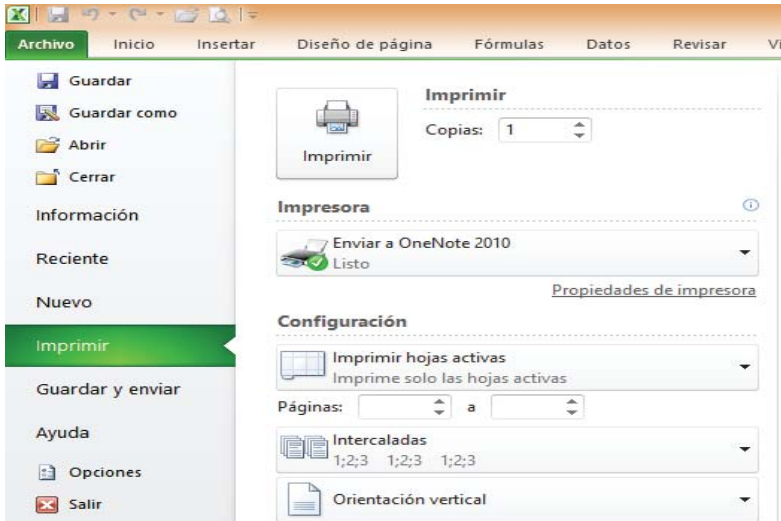 Archivo Inicio Insertar Diseño de página Fórmulas Datos Revisar
Guardar
Guardar como
Abrir
Cerrar
Información
Reciente
Nuevo
Imprimir
Guardar y enviar
Ayuda
Opciones
Salir
Imprimir
Imprimir
Copias: 1
Impresora
Enviar a OneNote 2010
Listo
Propiedades de impresora
Configuración
Imprimir hojas activas
Imprime solo las hojas activas
Páginas: a
Intercaladas
1;2;3 1;2;3 1;2;3
Orientación vertical